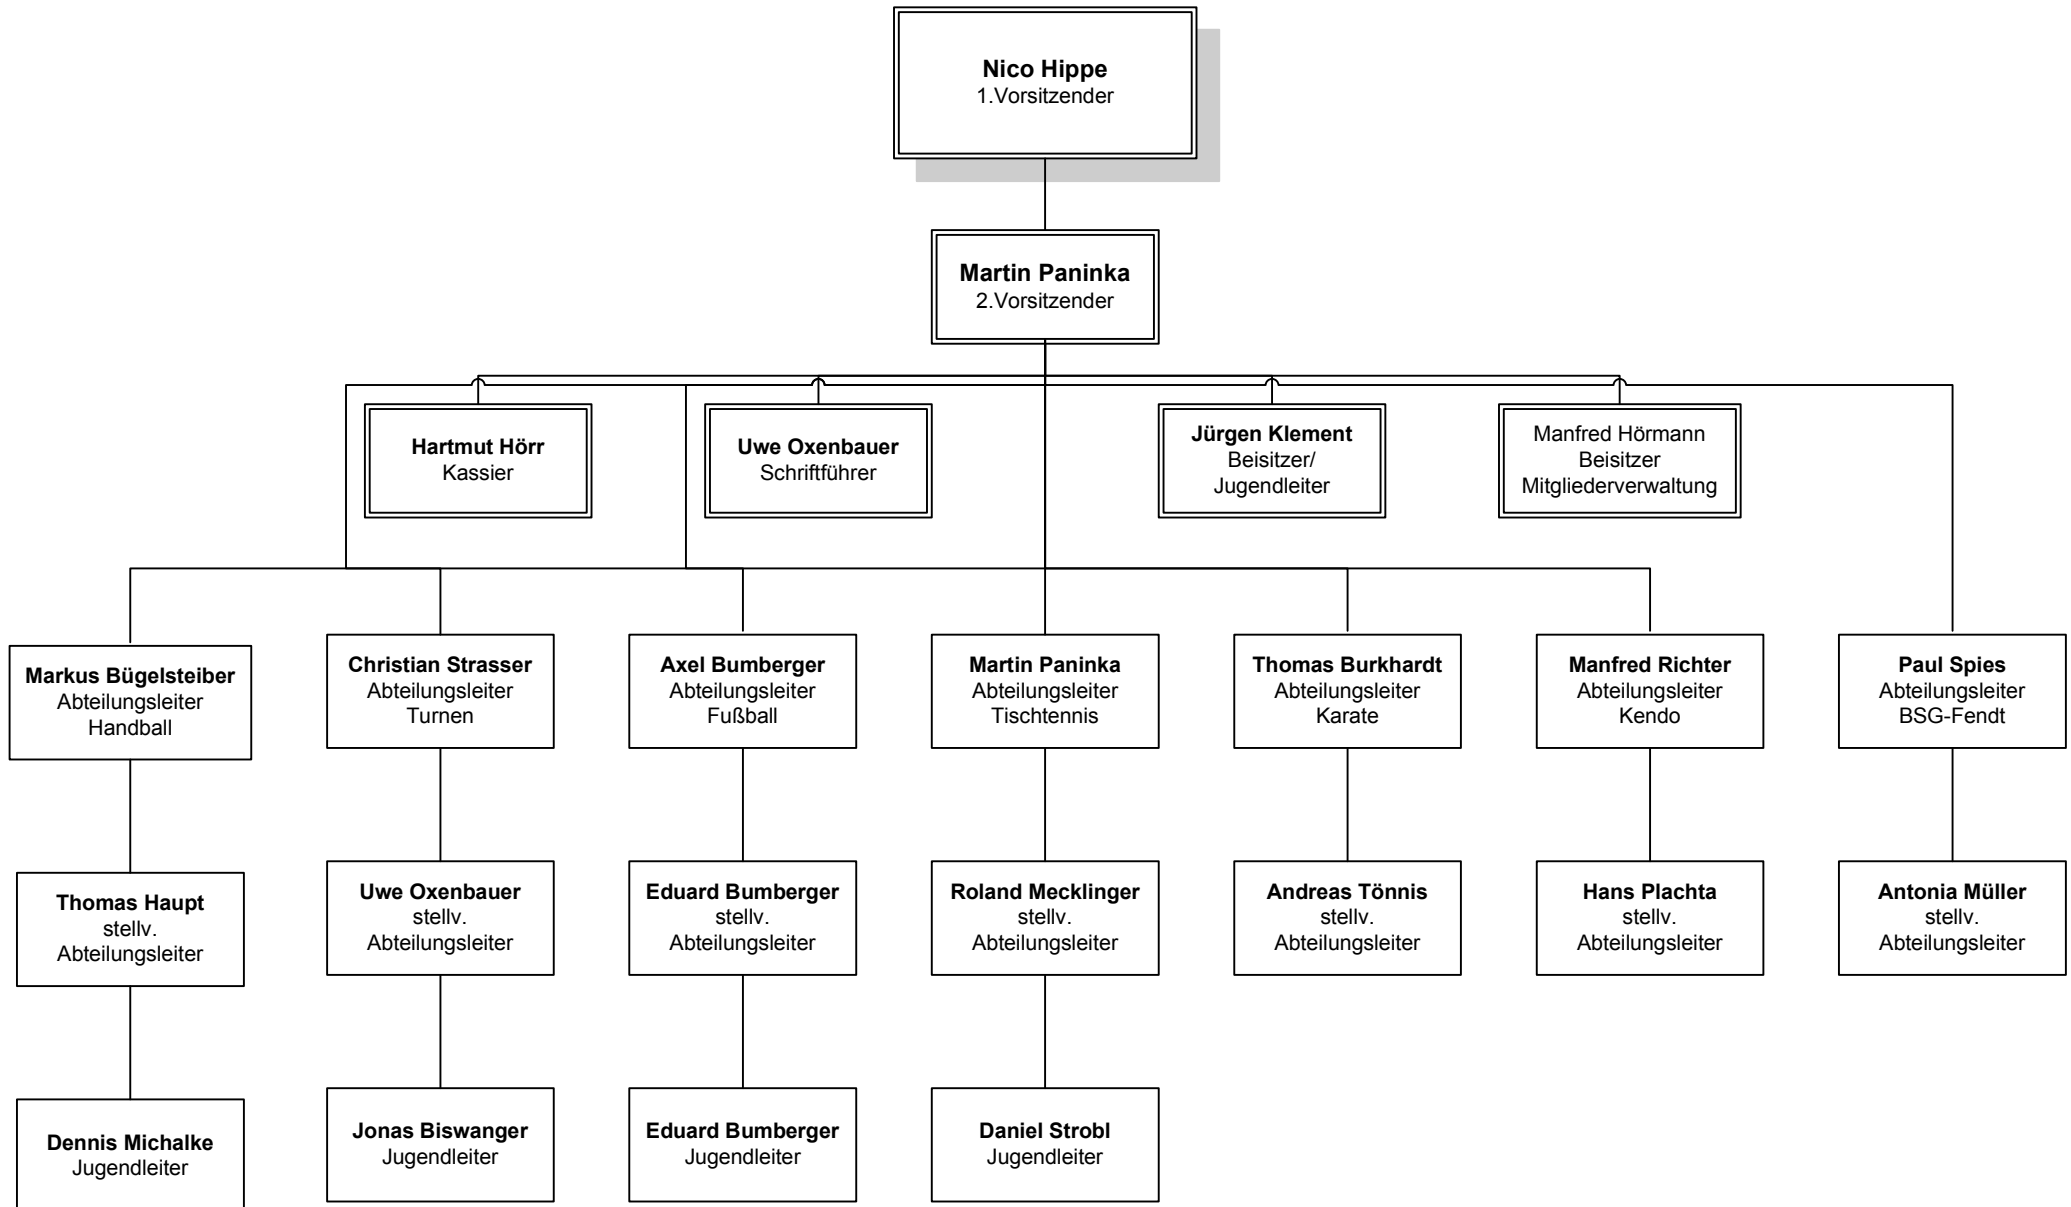 Nico Hippe
1.Vorsitzender
Martin Paninka
2.Vorsitzender
Hartmut Hörr
Kassier
Uwe Oxenbauer
Schriftführer
Jürgen Klement
Beisitzer/
Jugendleiter
Manfred Hörmann
Beisitzer
Mitgliederverwaltung
Markus Bügelsteiber
Abteilungsleiter
Handball
Christian Strasser
Abteilungsleiter
Turnen
Axel Bumberger
Abteilungsleiter
Fußball
Martin Paninka
Abteilungsleiter
Tischtennis
Thomas Burkhardt
Abteilungsleiter
Karate
Manfred Richter
Abteilungsleiter
Kendo
Paul Spies
Abteilungsleiter
BSG-Fendt
Thomas Haupt
stellv.
Abteilungsleiter
Uwe Oxenbauer
stellv.
Abteilungsleiter
Eduard Bumberger
stellv.
Abteilungsleiter
Roland Mecklinger
stellv.
Abteilungsleiter
Andreas Tönnis
stellv.
Abteilungsleiter
Hans Plachta
stellv.
Abteilungsleiter
Antonia Müller
stellv.
Abteilungsleiter
Dennis Michalke
Jugendleiter
Jonas Biswanger
Jugendleiter
Eduard Bumberger
Jugendleiter
Daniel Strobl
Jugendleiter